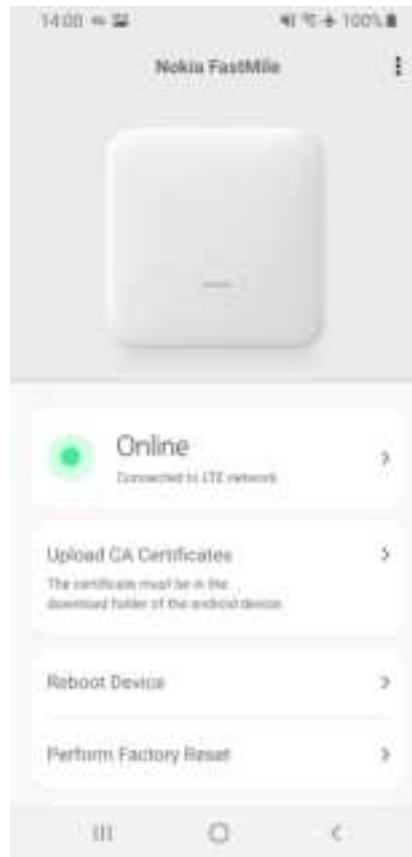 14:00
100%
Nokia FastMile
Online
Connected to LTE network
Upload CA Certificates
The certificate must be in the
download folder of the android device
Reboot Device
Perform Factory Reset